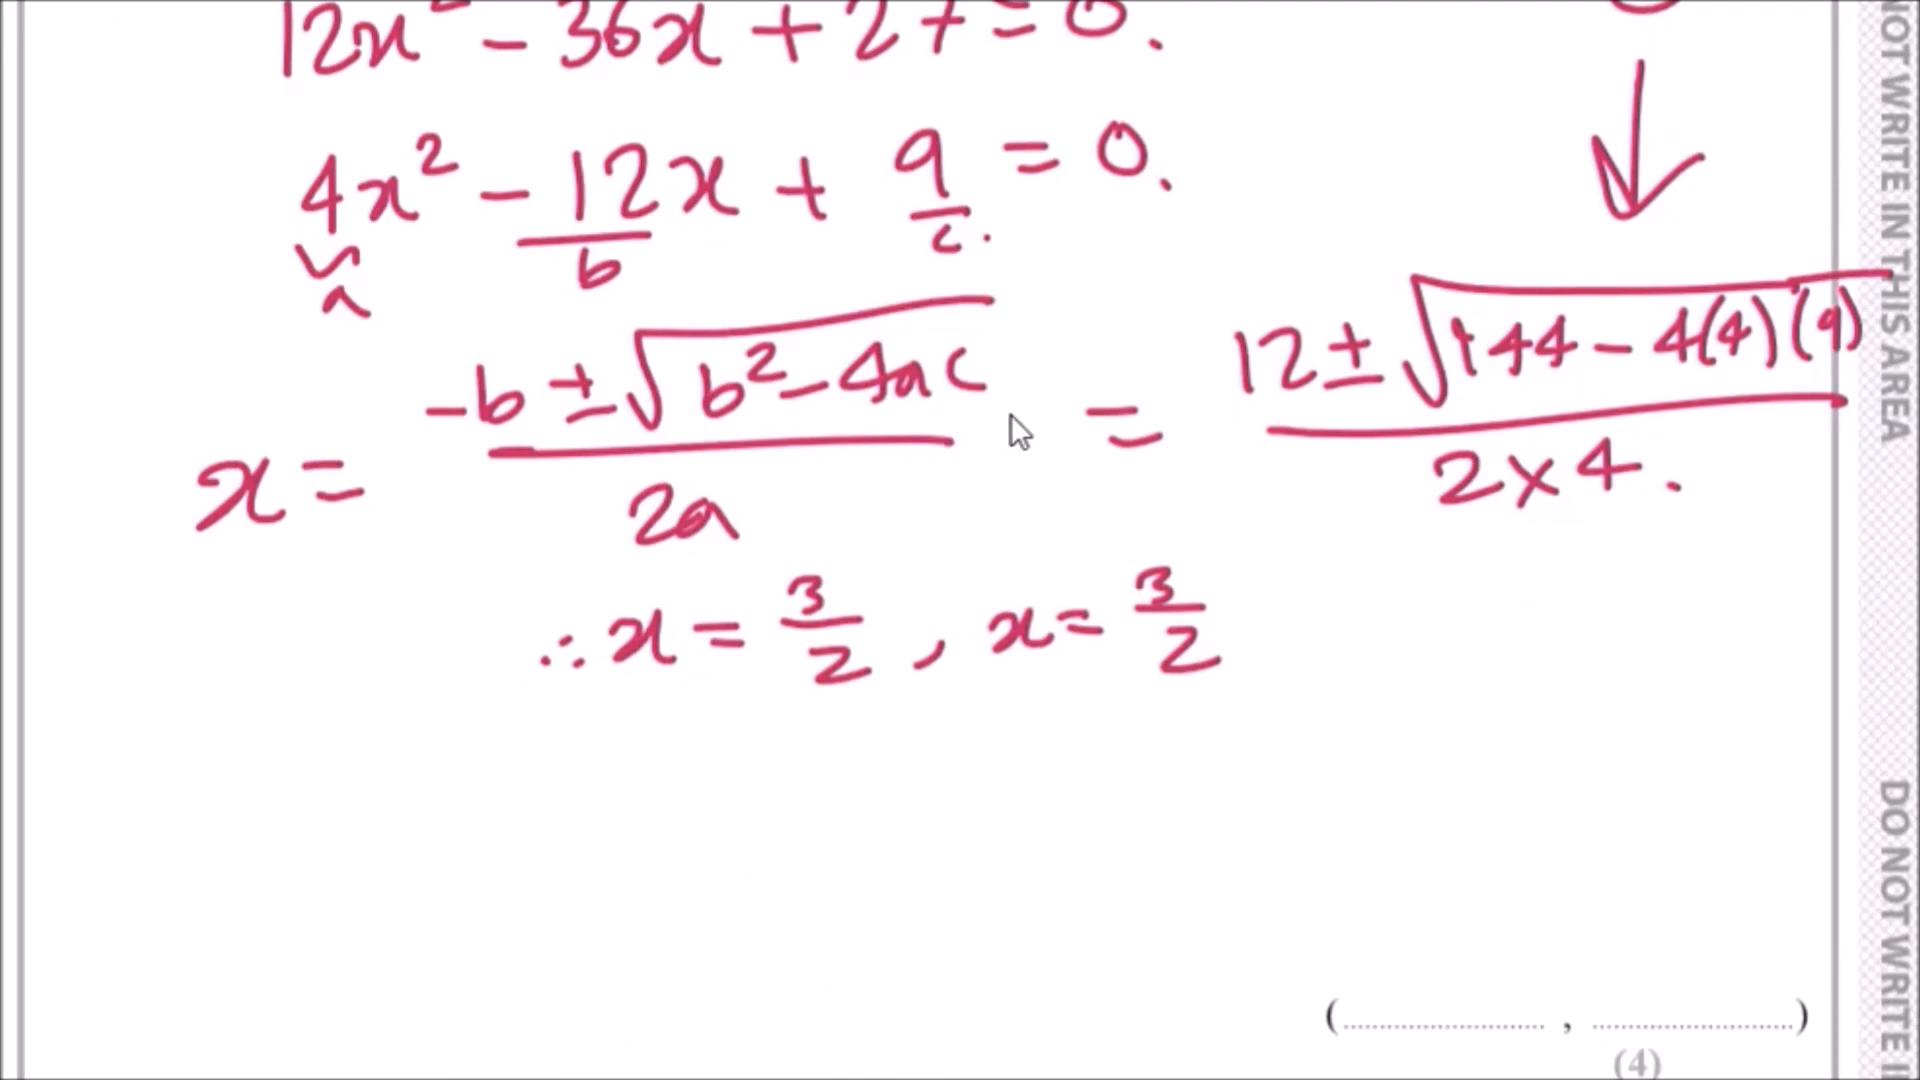 12x² - 36x + 27 = 0.
4x² - 12x + 9 = 0.
a b c.
x = (-b ± √(b² - 4ac)) / 2a = (12 ± √(144 - 4(4)(9))) / (2 × 4).
∴ x = 3/2 , x = 3/2
(.......................... , ..........................)
(4)
NOT WRITE IN THIS AREA
DO NOT WRITE I